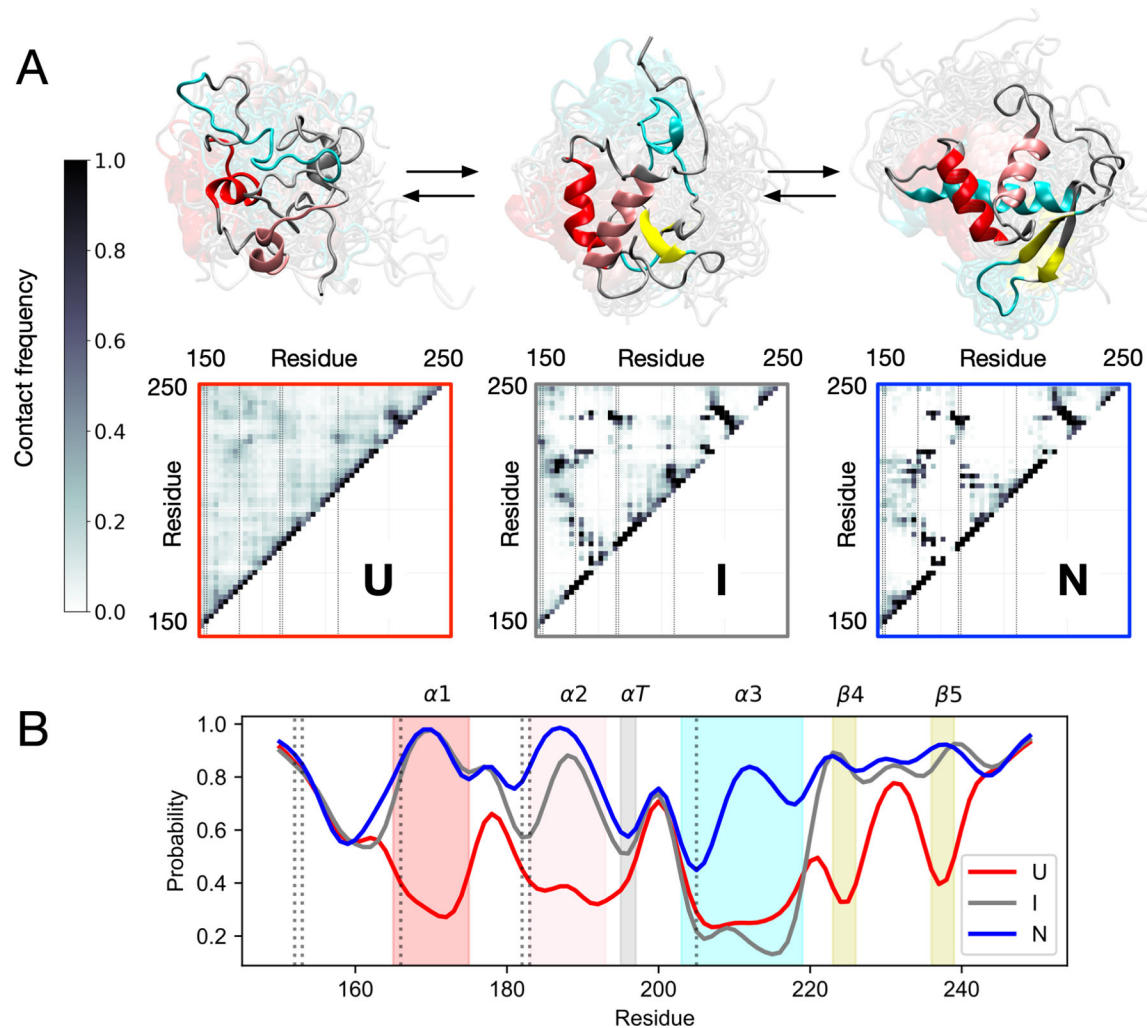 A
Contact frequency
1.0
0.8
0.6
0.4
0.2
0.0
150 Residue 250
250
Residue
150
U
150 Residue 250
250
Residue
150
I
150 Residue 250
250
Residue
150
N
B
α1 α2 αT α3 β4 β5
Probability
1.0
0.8
0.6
0.4
0.2
U
I
N
160 180 200 220 240
Residue